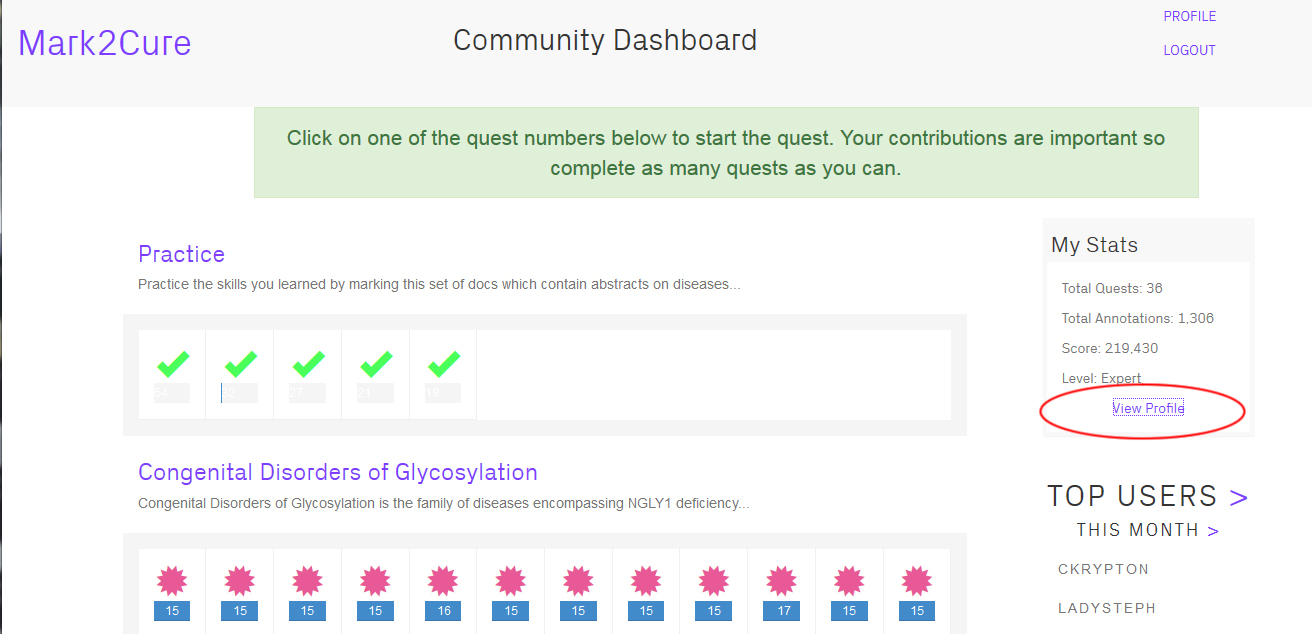 Mark2Cure
Community Dashboard
PROFILE
LOGOUT
Click on one of the quest numbers below to start the quest. Your contributions are important so
complete as many quests as you can.
Practice
Practice the skills you learned by marking this set of docs which contain abstracts on diseases...
54 32 27 21 19
Congenital Disorders of Glycosylation
Congenital Disorders of Glycosylation is the family of diseases encompassing NGLY1 deficiency...
15 15 15 15 16 15 15 15 15 17 15 15
My Stats
Total Quests: 36
Total Annotations: 1,306
Score: 219,430
Level: Expert
View Profile
TOP USERS >
THIS MONTH >
CKRYPTON
LADYSTEPH